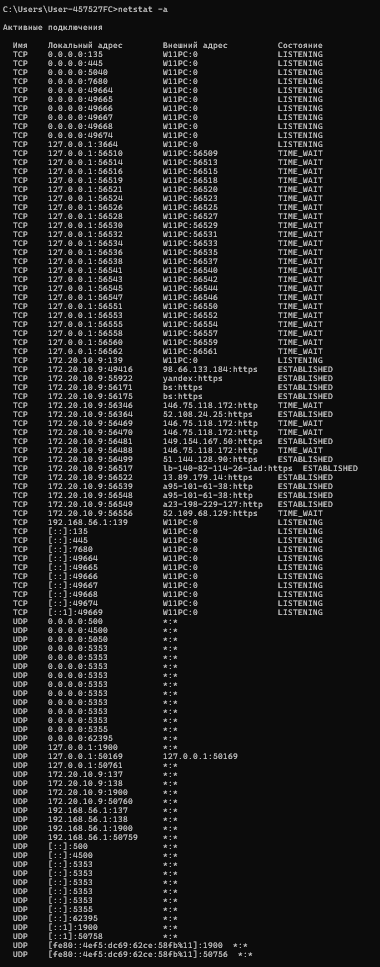 C:\Users\User-457527FC>netstat -a
Активные подключения
Имя Локальный адрес Внешний адрес Состояние
TCP 0.0.0.0:135 W11PC:0 LISTENING
TCP 0.0.0.0:445 W11PC:0 LISTENING
TCP 0.0.0.0:5040 W11PC:0 LISTENING
TCP 0.0.0.0:7680 W11PC:0 LISTENING
TCP 0.0.0.0:49664 W11PC:0 LISTENING
TCP 0.0.0.0:49665 W11PC:0 LISTENING
TCP 0.0.0.0:49666 W11PC:0 LISTENING
TCP 0.0.0.0:49667 W11PC:0 LISTENING
TCP 0.0.0.0:49668 W11PC:0 LISTENING
TCP 0.0.0.0:49674 W11PC:0 LISTENING
TCP 127.0.0.1:3664 W11PC:0 LISTENING
TCP 127.0.0.1:56510 W11PC:56509 TIME_WAIT
TCP 127.0.0.1:56514 W11PC:56513 TIME_WAIT
TCP 127.0.0.1:56516 W11PC:56515 TIME_WAIT
TCP 127.0.0.1:56519 W11PC:56518 TIME_WAIT
TCP 127.0.0.1:56521 W11PC:56520 TIME_WAIT
TCP 127.0.0.1:56524 W11PC:56523 TIME_WAIT
TCP 127.0.0.1:56526 W11PC:56525 TIME_WAIT
TCP 127.0.0.1:56528 W11PC:56527 TIME_WAIT
TCP 127.0.0.1:56530 W11PC:56529 TIME_WAIT
TCP 127.0.0.1:56532 W11PC:56531 TIME_WAIT
TCP 127.0.0.1:56534 W11PC:56533 TIME_WAIT
TCP 127.0.0.1:56536 W11PC:56535 TIME_WAIT
TCP 127.0.0.1:56538 W11PC:56537 TIME_WAIT
TCP 127.0.0.1:56541 W11PC:56540 TIME_WAIT
TCP 127.0.0.1:56543 W11PC:56542 TIME_WAIT
TCP 127.0.0.1:56545 W11PC:56544 TIME_WAIT
TCP 127.0.0.1:56547 W11PC:56546 TIME_WAIT
TCP 127.0.0.1:56551 W11PC:56550 TIME_WAIT
TCP 127.0.0.1:56553 W11PC:56552 TIME_WAIT
TCP 127.0.0.1:56555 W11PC:56554 TIME_WAIT
TCP 127.0.0.1:56558 W11PC:56557 TIME_WAIT
TCP 127.0.0.1:56560 W11PC:56559 TIME_WAIT
TCP 127.0.0.1:56562 W11PC:56561 TIME_WAIT
TCP 172.20.10.9:139 W11PC:0 LISTENING
TCP 172.20.10.9:49416 98.66.133.184:https ESTABLISHED
TCP 172.20.10.9:55922 yandex:https ESTABLISHED
TCP 172.20.10.9:56171 bs:https ESTABLISHED
TCP 172.20.10.9:56175 bs:https ESTABLISHED
TCP 172.20.10.9:56346 146.75.118.172:http TIME_WAIT
TCP 172.20.10.9:56364 52.108.24.25:https ESTABLISHED
TCP 172.20.10.9:56469 146.75.118.172:http TIME_WAIT
TCP 172.20.10.9:56470 146.75.118.172:http TIME_WAIT
TCP 172.20.10.9:56481 149.154.167.50:https ESTABLISHED
TCP 172.20.10.9:56488 146.75.118.172:http TIME_WAIT
TCP 172.20.10.9:56499 51.144.128.90:https ESTABLISHED
TCP 172.20.10.9:56517 lb-140-82-114-26-iad:https ESTABLISHED
TCP 172.20.10.9:56522 13.89.179.14:https ESTABLISHED
TCP 172.20.10.9:56539 a95-101-61-38:http ESTABLISHED
TCP 172.20.10.9:56548 a95-101-61-38:http ESTABLISHED
TCP 172.20.10.9:56549 a23-198-229-127:http ESTABLISHED
TCP 172.20.10.9:56556 52.109.68.129:https TIME_WAIT
TCP 192.168.56.1:139 W11PC:0 LISTENING
TCP [::]:135 W11PC:0 LISTENING
TCP [::]:445 W11PC:0 LISTENING
TCP [::]:7680 W11PC:0 LISTENING
TCP [::]:49664 W11PC:0 LISTENING
TCP [::]:49665 W11PC:0 LISTENING
TCP [::]:49666 W11PC:0 LISTENING
TCP [::]:49667 W11PC:0 LISTENING
TCP [::]:49668 W11PC:0 LISTENING
TCP [::]:49674 W11PC:0 LISTENING
TCP [::1]:49669 W11PC:0 LISTENING
UDP 0.0.0.0:500 *:*
UDP 0.0.0.0:4500 *:*
UDP 0.0.0.0:5050 *:*
UDP 0.0.0.0:5353 *:*
UDP 0.0.0.0:5353 *:*
UDP 0.0.0.0:5353 *:*
UDP 0.0.0.0:5353 *:*
UDP 0.0.0.0:5353 *:*
UDP 0.0.0.0:5353 *:*
UDP 0.0.0.0:5353 *:*
UDP 0.0.0.0:5353 *:*
UDP 0.0.0.0:5353 *:*
UDP 0.0.0.0:5355 *:*
UDP 0.0.0.0:62395 *:*
UDP 127.0.0.1:1900 *:*
UDP 127.0.0.1:50169 127.0.0.1:50169
UDP 127.0.0.1:50761 *:*
UDP 172.20.10.9:137 *:*
UDP 172.20.10.9:138 *:*
UDP 172.20.10.9:1900 *:*
UDP 172.20.10.9:50760 *:*
UDP 192.168.56.1:137 *:*
UDP 192.168.56.1:138 *:*
UDP 192.168.56.1:1900 *:*
UDP 192.168.56.1:50759 *:*
UDP [::]:500 *:*
UDP [::]:4500 *:*
UDP [::]:5353 *:*
UDP [::]:5353 *:*
UDP [::]:5353 *:*
UDP [::]:5353 *:*
UDP [::]:5353 *:*
UDP [::]:5355 *:*
UDP [::]:62395 *:*
UDP [::1]:1900 *:*
UDP [::1]:50758 *:*
UDP [fe80::4ef5:dc69:62ce:58fb%11]:1900 *:*
UDP [fe80::4ef5:dc69:62ce:58fb%11]:50756 *:*